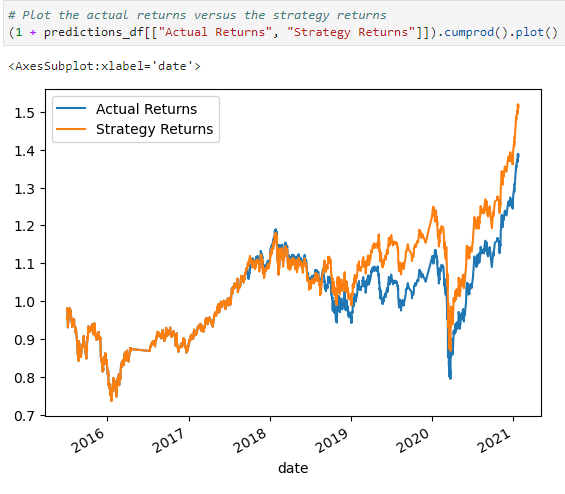 # Plot the actual returns versus the strategy returns
(1 + predictions_df[["Actual Returns", "Strategy Returns"]]).cumprod().plot()
<AxesSubplot:xlabel='date'>
Actual Returns
Strategy Returns
1.5
1.4
1.3
1.2
1.1
1.0
0.9
0.8
0.7
2016
2017
2018
2019
2020
2021
date